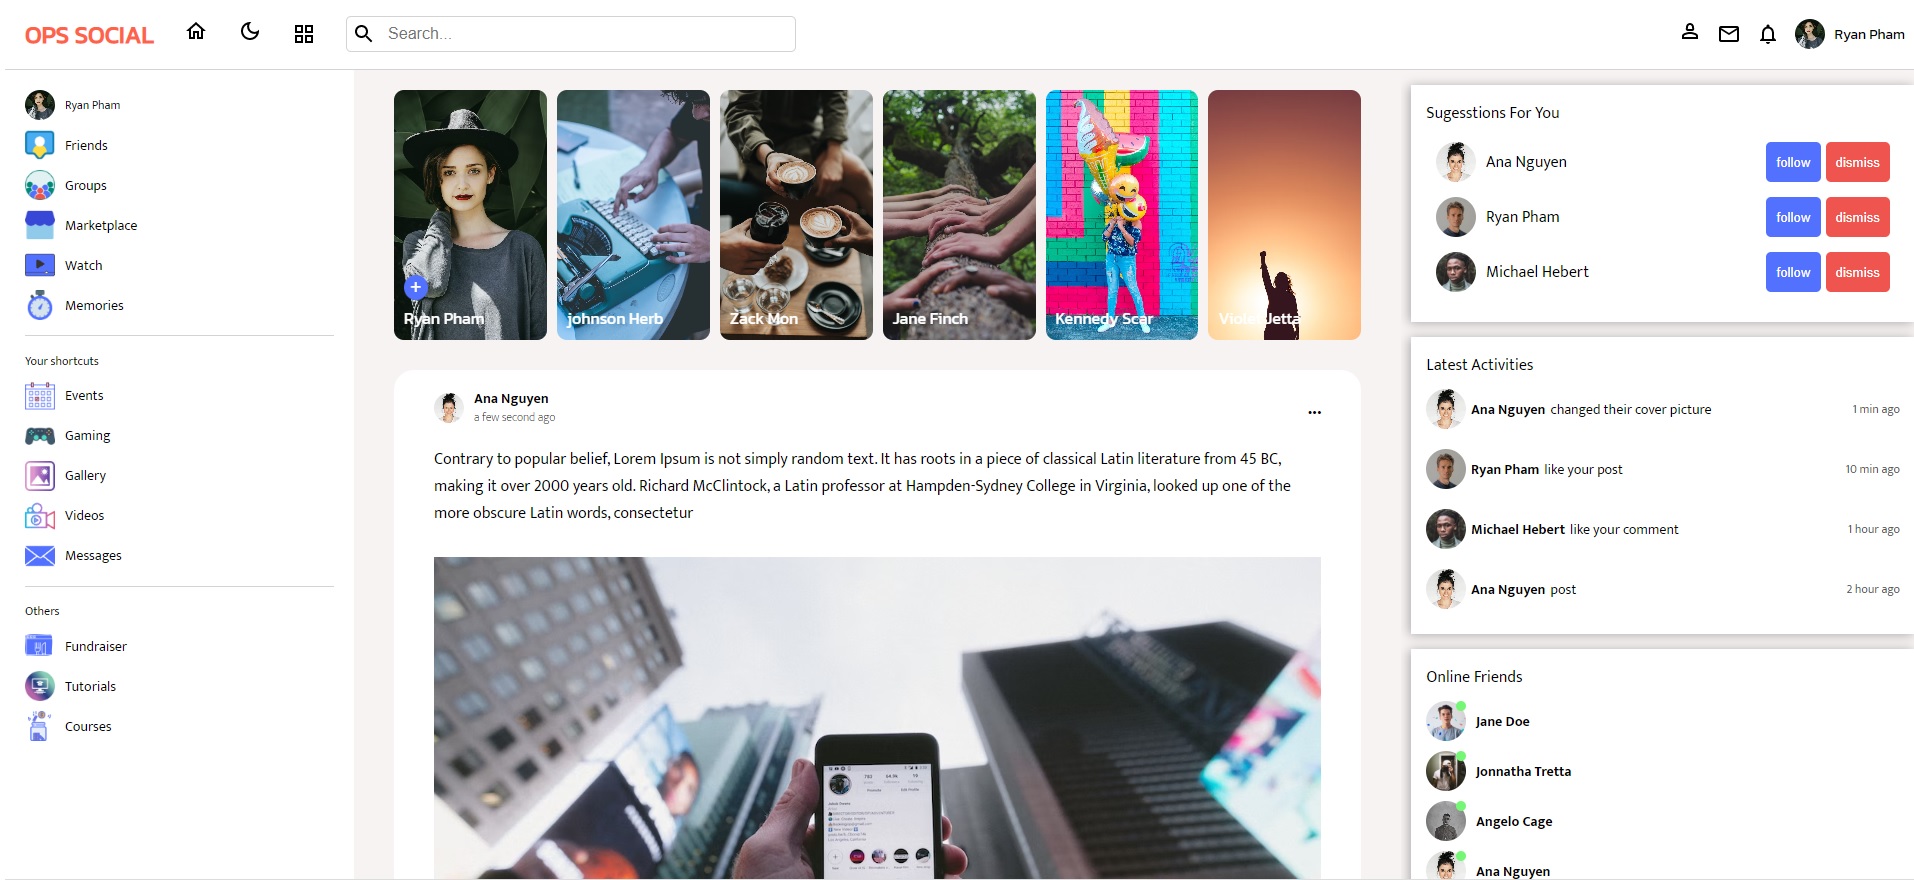 OPS SOCIAL
Search...
Ryan Pham
Ryan Pham
Friends
Groups
Marketplace
Watch
Memories
Your shortcuts
Events
Gaming
Gallery
Videos
Messages
Others
Fundraiser
Tutorials
Courses
+
Ryan Pham
johnson Herb
Zack Mon
Jane Finch
Kennedy Scar
Ana Nguyen
a few second ago
Contrary to popular belief, Lorem Ipsum is not simply random text. It has roots in a piece of classical Latin literature from 45 BC,
making it over 2000 years old. Richard McClintock, a Latin professor at Hampden-Sydney College in Virginia, looked up one of the
more obscure Latin words, consectetur
Sugesstions For You
Ana Nguyen follow dismiss
Ryan Pham follow dismiss
Michael Hebert follow dismiss
Latest Activities
Ana Nguyen changed their cover picture 1 min ago
Ryan Pham like your post 10 min ago
Michael Hebert like your comment 1 hour ago
Ana Nguyen post 2 hour ago
Online Friends
Jane Doe
Jonnatha Tretta
Angelo Cage
Ana Nguyen